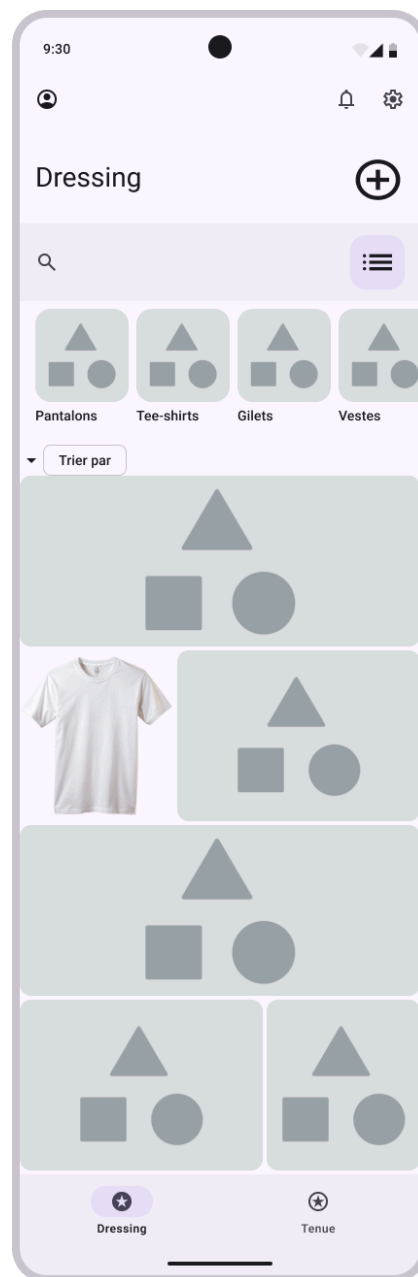 9:30
Dressing
Pantalons
Tee-shirts
Gilets
Vestes
Trier par
Dressing
Tenue